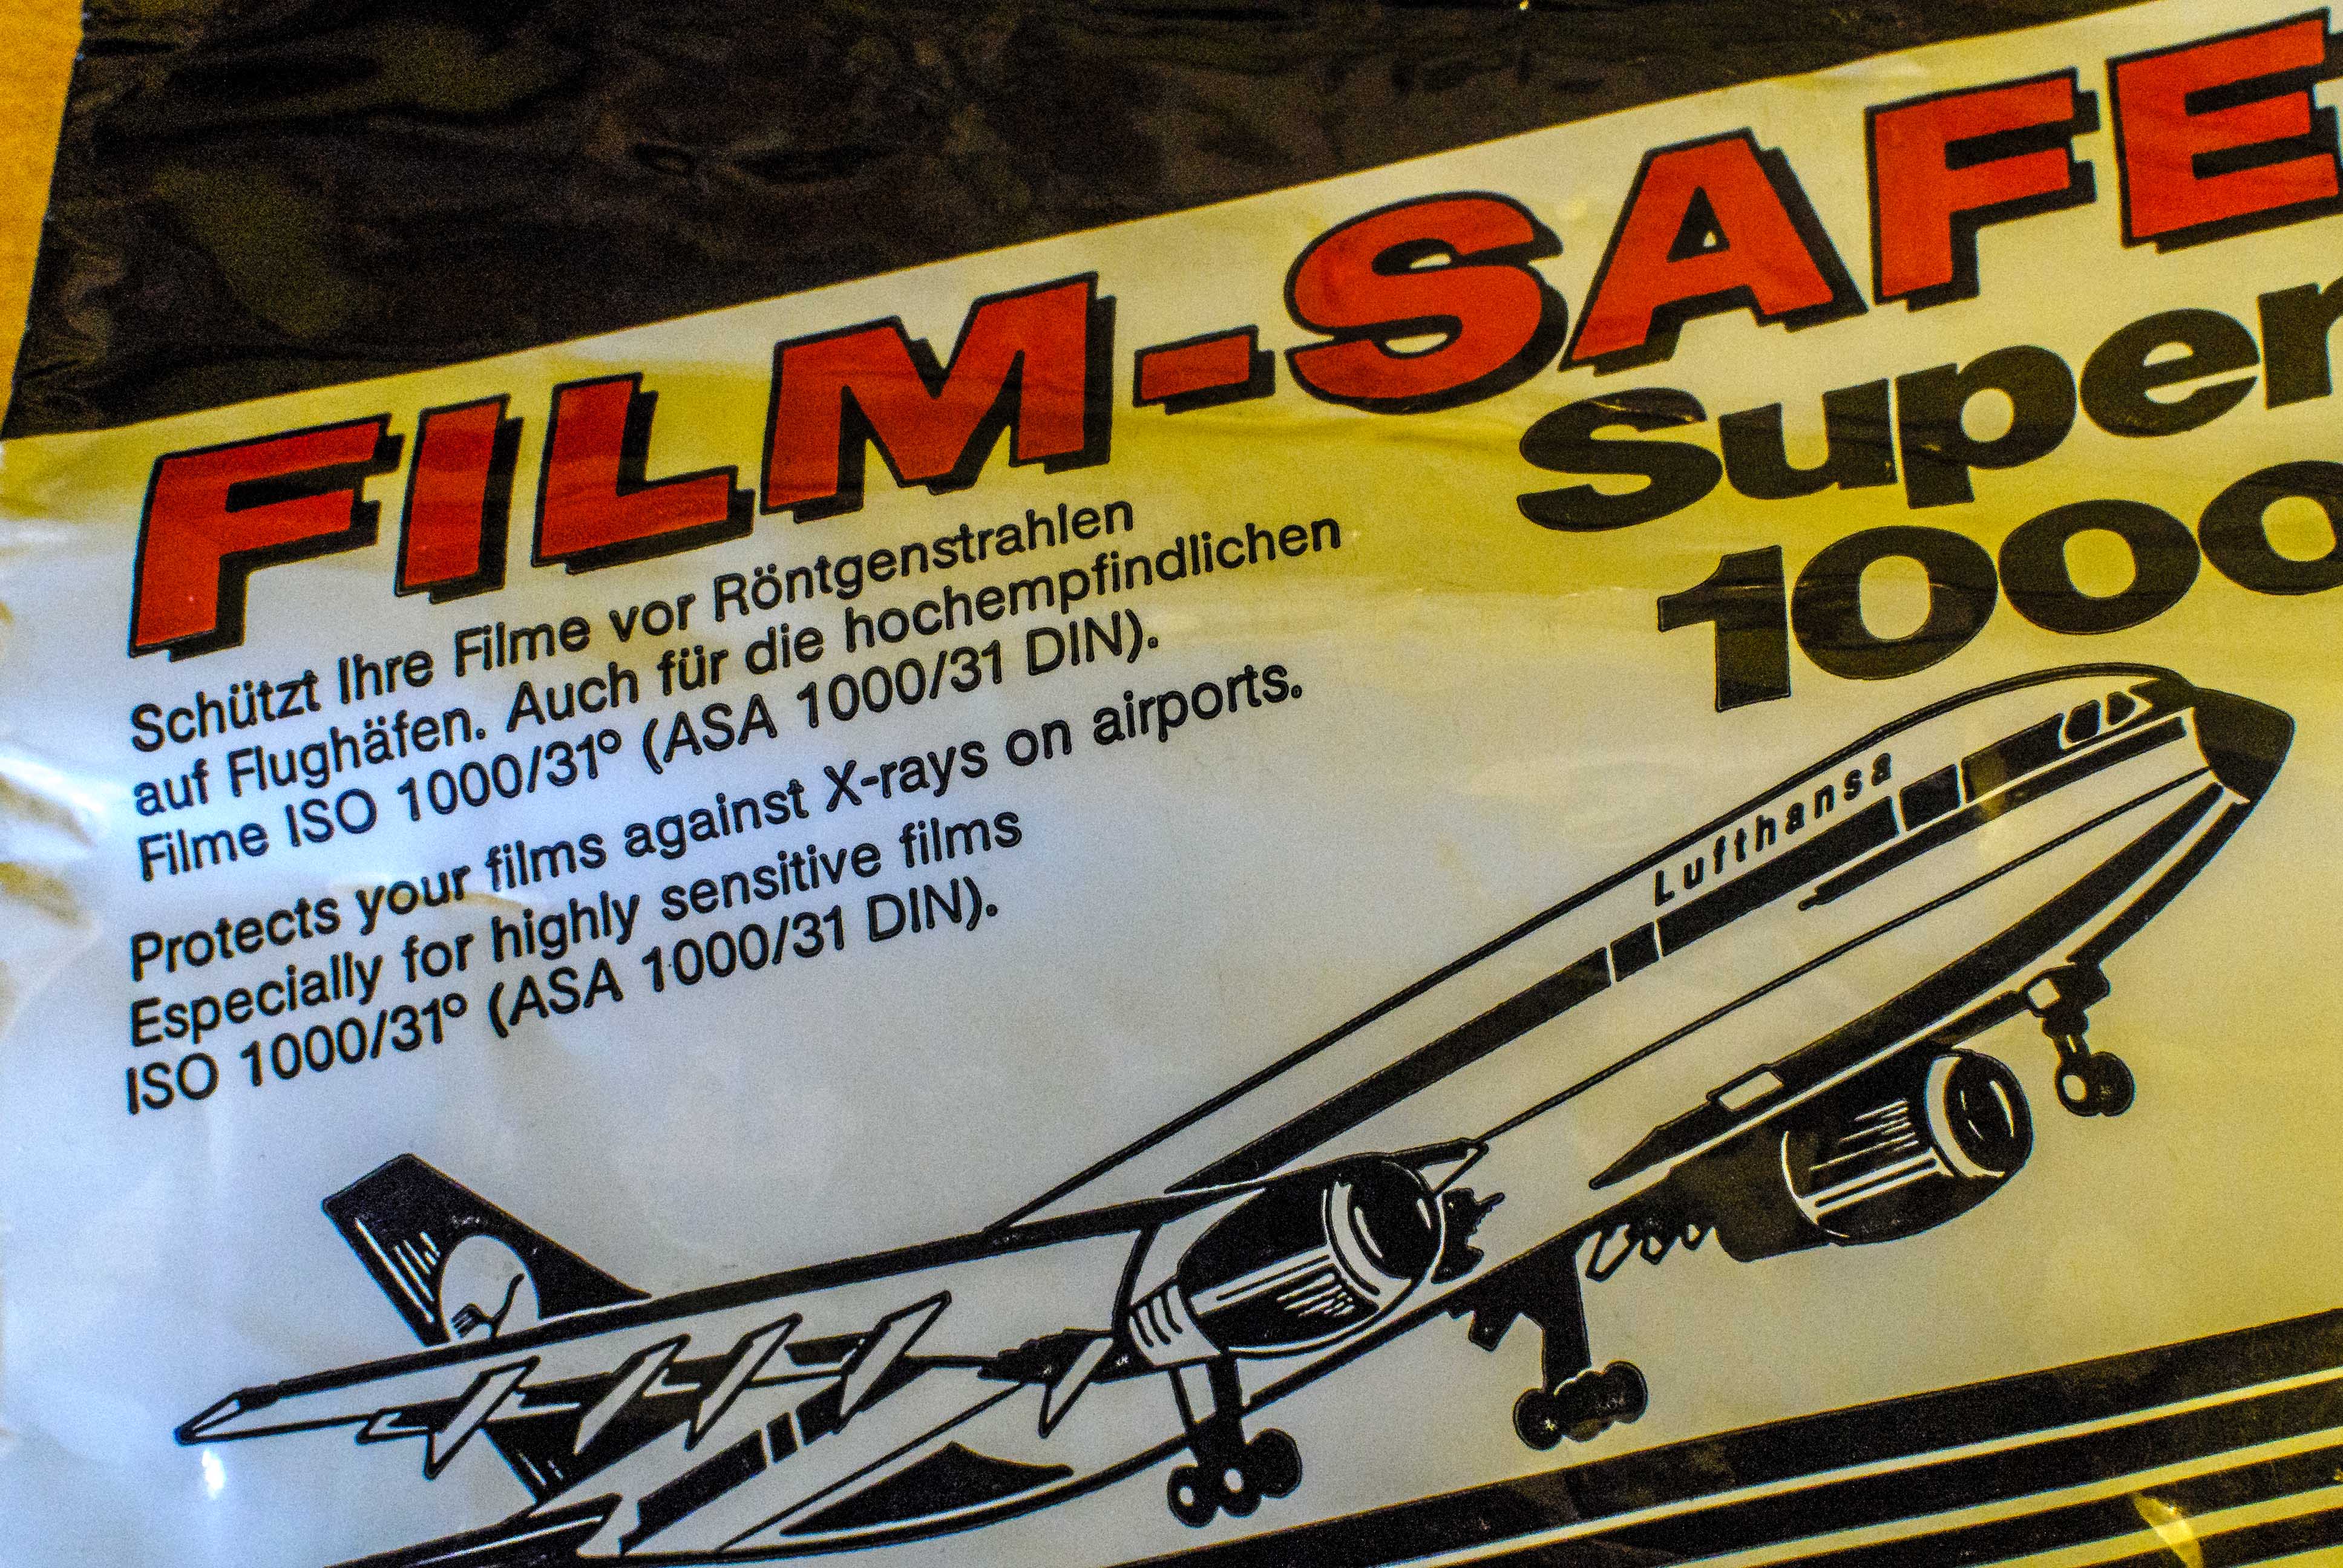 FILM-SAFE
Super
1000
Schützt Ihre Filme vor Röntgenstrahlen
auf Flughäfen. Auch für die hochempfindlichen
Filme ISO 1000/31° (ASA 1000/31 DIN).
Protects your films against X-rays on airports.
Especially for highly sensitive films
ISO 1000/31° (ASA 1000/31 DIN).
Lufthansa